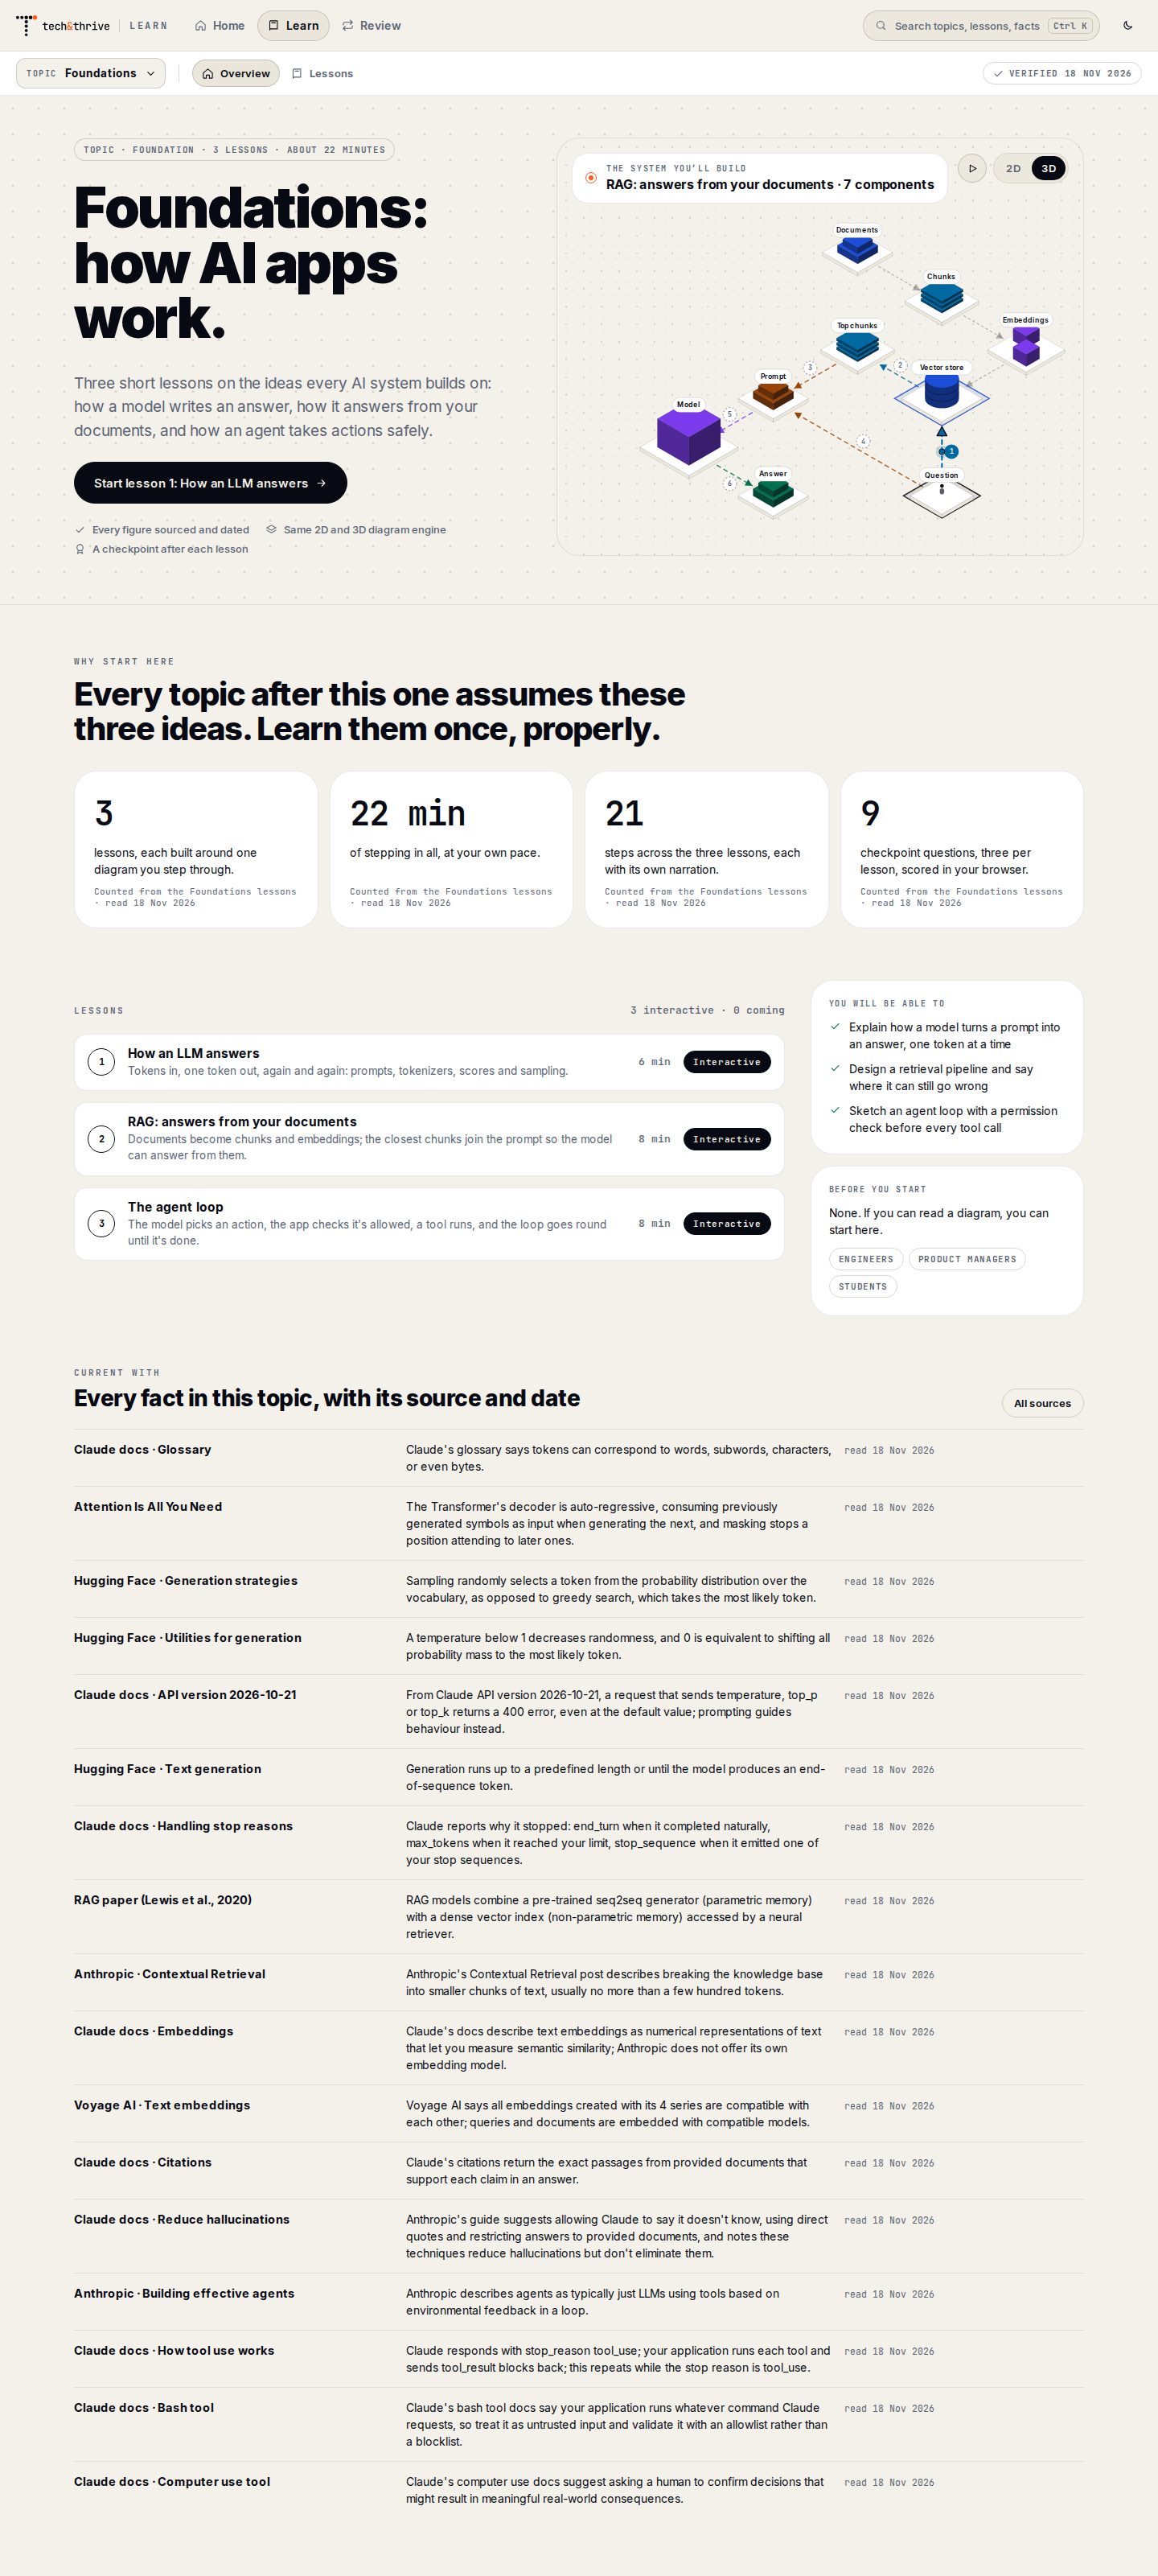 tech&thrive
LEARN
Home
Learn
Review
Search topics, lessons, facts
Ctrl K
TOPIC Foundations
Overview
Lessons
VERIFIED 18 NOV 2026
TOPIC · FOUNDATION · 3 LESSONS · ABOUT 22 MINUTES
Foundations:
how AI apps
work.
Three short lessons on the ideas every AI system builds on:
how a model writes an answer, how it answers from your
documents, and how an agent takes actions safely.
Start lesson 1: How an LLM answers →
Every figure sourced and dated
Same 2D and 3D diagram engine
A checkpoint after each lesson
THE SYSTEM YOU'LL BUILD
RAG: answers from your documents · 7 components
2D
3D
Documents
Chunks
Embeddings
Top chunks
3
2
Vector store
Prompt
Model
5
4
1
6
Answer
Question
WHY START HERE
Every topic after this one assumes these
three ideas. Learn them once, properly.
3
lessons, each built around one
diagram you step through.
Counted from the Foundations lessons
· read 18 Nov 2026
22 min
of stepping in all, at your own pace.
Counted from the Foundations lessons
· read 18 Nov 2026
21
steps across the three lessons, each
with its own narration.
Counted from the Foundations lessons
· read 18 Nov 2026
9
checkpoint questions, three per
lesson, scored in your browser.
Counted from the Foundations lessons
· read 18 Nov 2026
LESSONS
3 interactive · 0 coming
1
How an LLM answers
Tokens in, one token out, again and again: prompts, tokenizers, scores and sampling.
6 min
Interactive
2
RAG: answers from your documents
Documents become chunks and embeddings; the closest chunks join the prompt so the model
can answer from them.
8 min
Interactive
3
The agent loop
The model picks an action, the app checks it's allowed, a tool runs, and the loop goes round
until it's done.
8 min
Interactive
YOU WILL BE ABLE TO
Explain how a model turns a prompt into
an answer, one token at a time
Design a retrieval pipeline and say
where it can still go wrong
Sketch an agent loop with a permission
check before every tool call
BEFORE YOU START
None. If you can read a diagram, you can
start here.
ENGINEERS
PRODUCT MANAGERS
STUDENTS
CURRENT WITH
Every fact in this topic, with its source and date
All sources
Claude docs · Glossary
Claude's glossary says tokens can correspond to words, subwords, characters,
or even bytes.
read 18 Nov 2026
Attention Is All You Need
The Transformer's decoder is auto-regressive, consuming previously
generated symbols as input when generating the next, and masking stops a
position attending to later ones.
read 18 Nov 2026
Hugging Face · Generation strategies
Sampling randomly selects a token from the probability distribution over the
vocabulary, as opposed to greedy search, which takes the most likely token.
read 18 Nov 2026
Hugging Face · Utilities for generation
A temperature below 1 decreases randomness, and 0 is equivalent to shifting all
probability mass to the most likely token.
read 18 Nov 2026
Claude docs · API version 2026-10-21
From Claude API version 2026-10-21, a request that sends temperature, top_p
or top_k returns a 400 error, even at the default value; prompting guides
behaviour instead.
read 18 Nov 2026
Hugging Face · Text generation
Generation runs up to a predefined length or until the model produces an end-
of-sequence token.
read 18 Nov 2026
Claude docs · Handling stop reasons
Claude reports why it stopped: end_turn when it completed naturally,
max_tokens when it reached your limit, stop_sequence when it emitted one of
your stop sequences.
read 18 Nov 2026
RAG paper (Lewis et al., 2020)
RAG models combine a pre-trained seq2seq generator (parametric memory)
with a dense vector index (non-parametric memory) accessed by a neural
retriever.
read 18 Nov 2026
Anthropic · Contextual Retrieval
Anthropic's Contextual Retrieval post describes breaking the knowledge base
into smaller chunks of text, usually no more than a few hundred tokens.
read 18 Nov 2026
Claude docs · Embeddings
Claude's docs describe text embeddings as numerical representations of text
that let you measure semantic similarity; Anthropic does not offer its own
embedding model.
read 18 Nov 2026
Voyage AI · Text embeddings
Voyage AI says all embeddings created with its 4 series are compatible with
each other; queries and documents are embedded with compatible models.
read 18 Nov 2026
Claude docs · Citations
Claude's citations return the exact passages from provided documents that
support each claim in an answer.
read 18 Nov 2026
Claude docs · Reduce hallucinations
Anthropic's guide suggests allowing Claude to say it doesn't know, using direct
quotes and restricting answers to provided documents, and notes these
techniques reduce hallucinations but don't eliminate them.
read 18 Nov 2026
Anthropic · Building effective agents
Anthropic describes agents as typically just LLMs using tools based on
environmental feedback in a loop.
read 18 Nov 2026
Claude docs · How tool use works
Claude responds with stop_reason tool_use; your application runs each tool and
sends tool_result blocks back; this repeats while the stop reason is tool_use.
read 18 Nov 2026
Claude docs · Bash tool
Claude's bash tool docs say your application runs whatever command Claude
requests, so treat it as untrusted input and validate it with an allowlist rather than
a blocklist.
read 18 Nov 2026
Claude docs · Computer use tool
Claude's computer use docs suggest asking a human to confirm decisions that
might result in meaningful real-world consequences.
read 18 Nov 2026